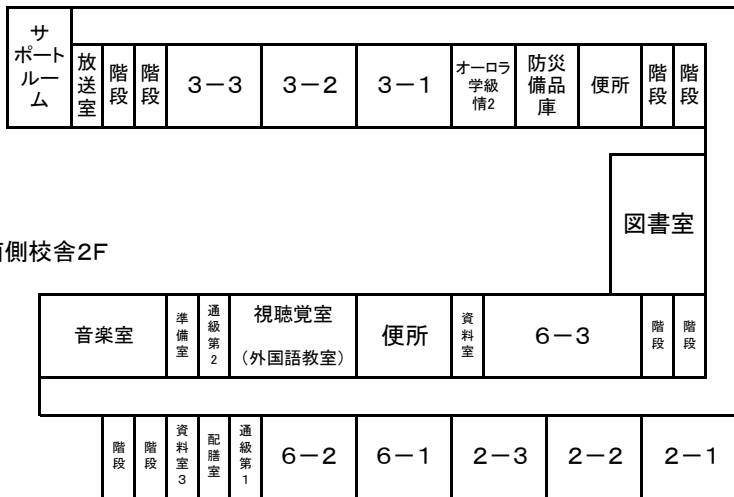 サポートルーム
放送室
階段
階段
3－3
3－2
3－1
オーロラ学級情2
防災備品庫
便所
階段
階段
図書室
側校舎2F
音楽室
準備室
通級第2
視聴覚室
（外国語教室）
便所
資料室
6－3
階段
階段
階段
階段
資料室3
配膳室
通級第1
6－2
6－1
2－3
2－2
2－1